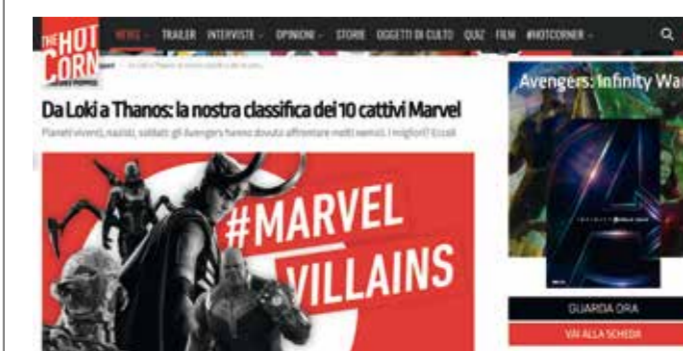 THE HOT CORN
NEWS TRAILER INTERVISTE OPINIONI STORIE OGGETTI DI CULTO QUIZ FILM #HOTCORNER
Da Loki a Thanos: la nostra classifica dei 10 cattivi Marvel
Pianeti viventi, nazisti, soldati: gli Avengers hanno dovuto affrontare molti nemici. I migliori? Eccoli
#MARVEL
VILLAINS
Avengers: Infinity War
GUARDA ORA
VAI ALLA SCHEDA